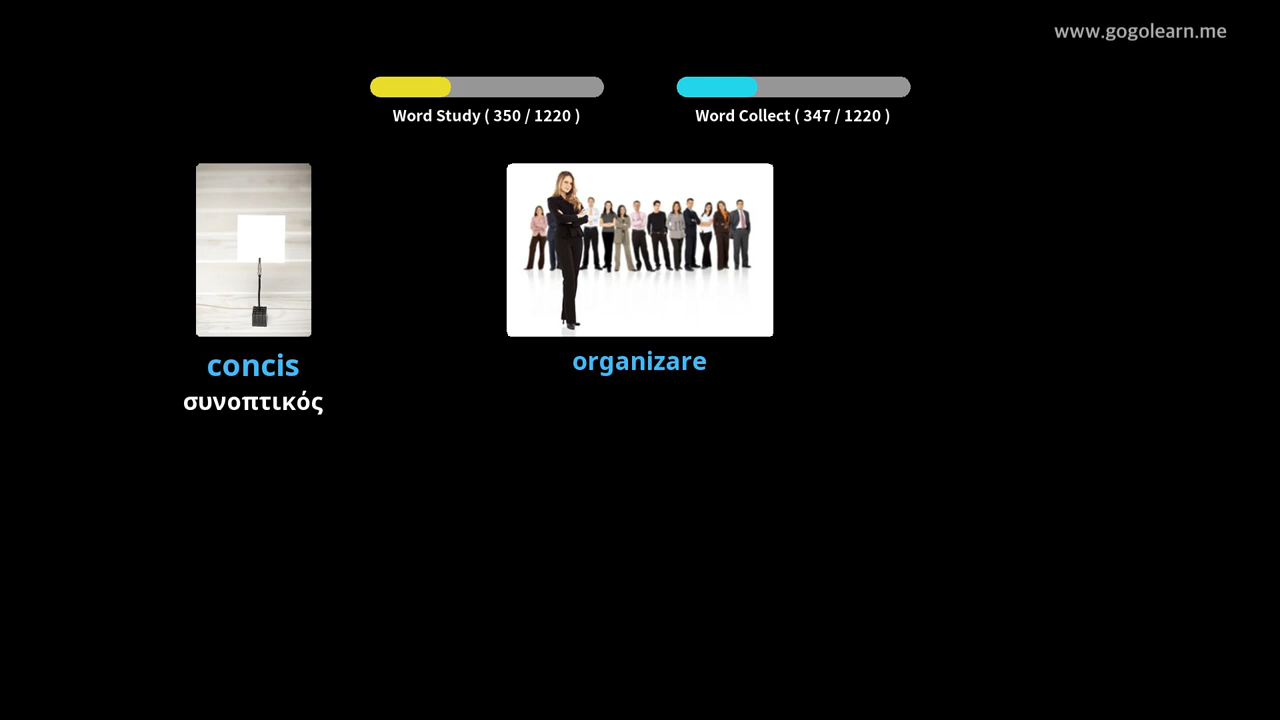 www.gogolearn.me
Word Study ( 350 / 1220 )
Word Collect ( 347 / 1220 )
concis
συνοπτικός
organizare